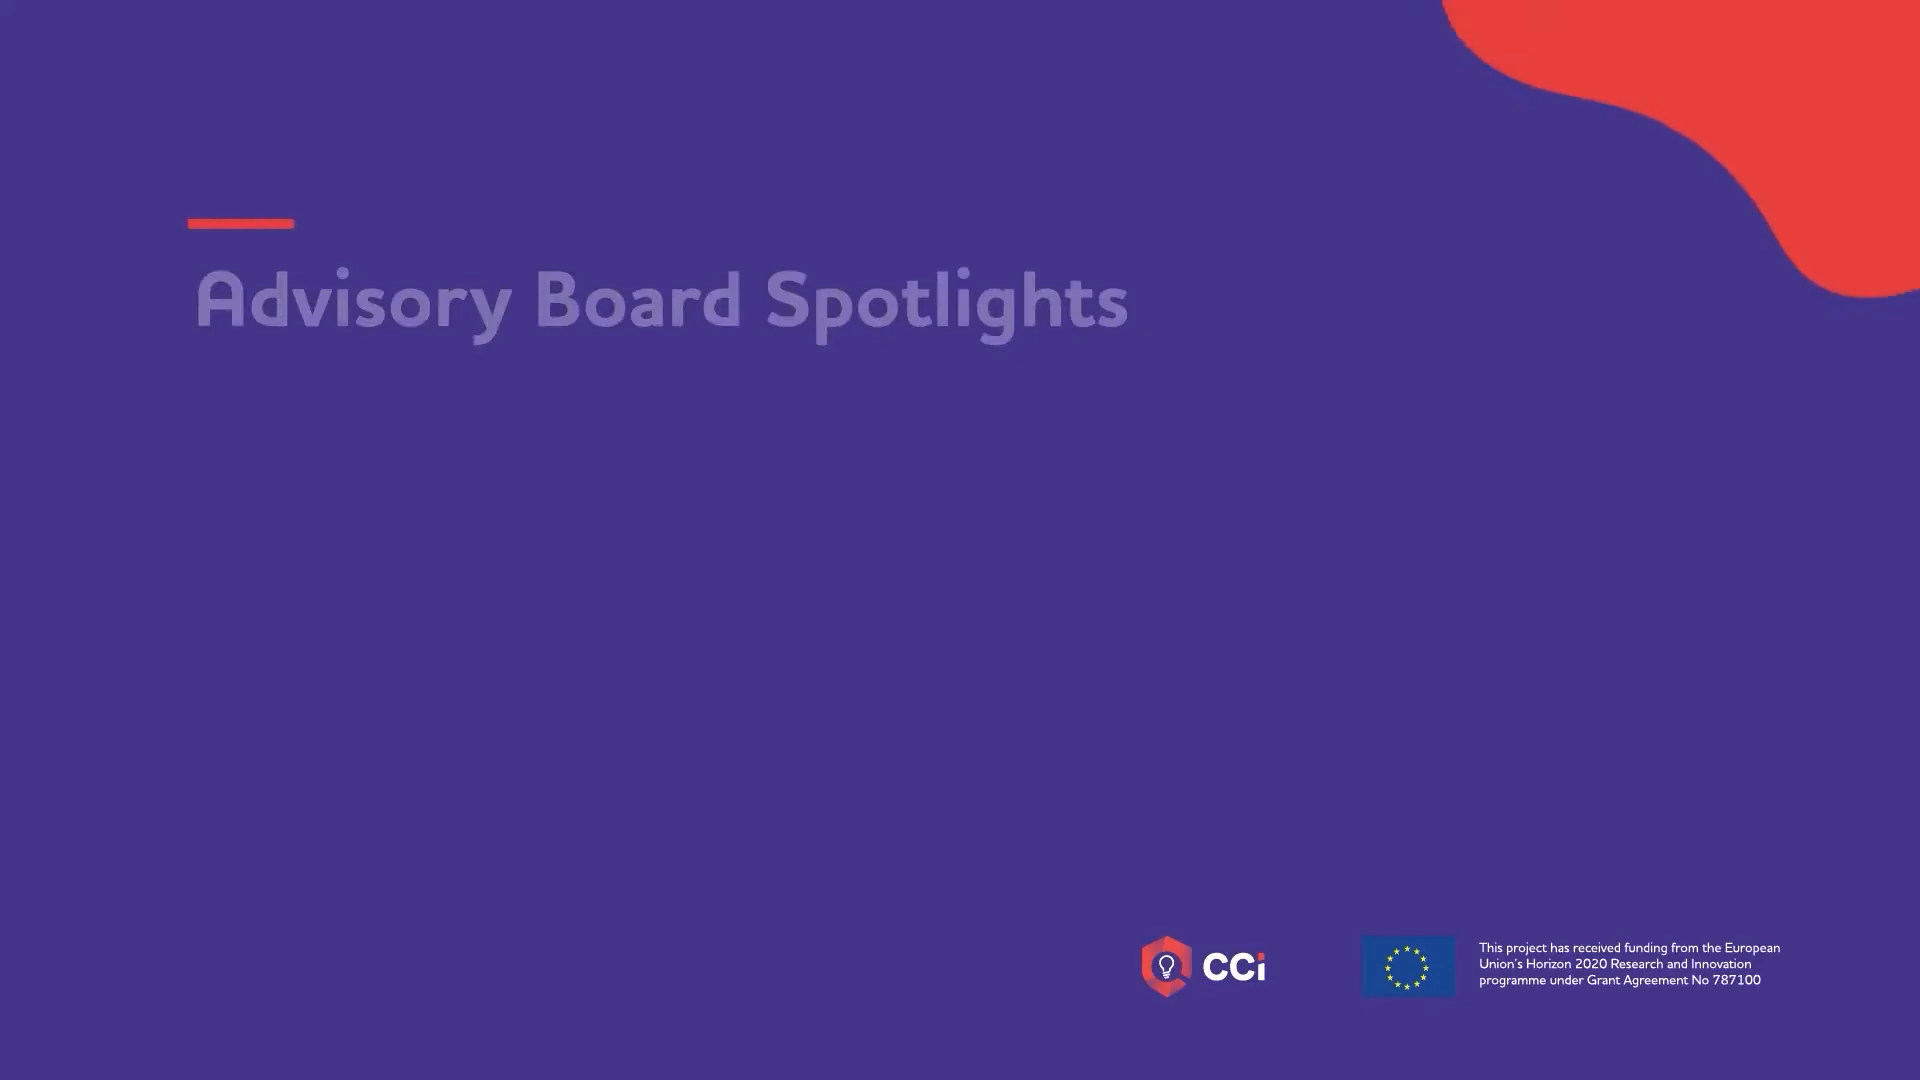 Advisory Board Spotlights
CCi
This project has received funding from the European
Union's Horizon 2020 Research and Innovation
programme under Grant Agreement No 787100